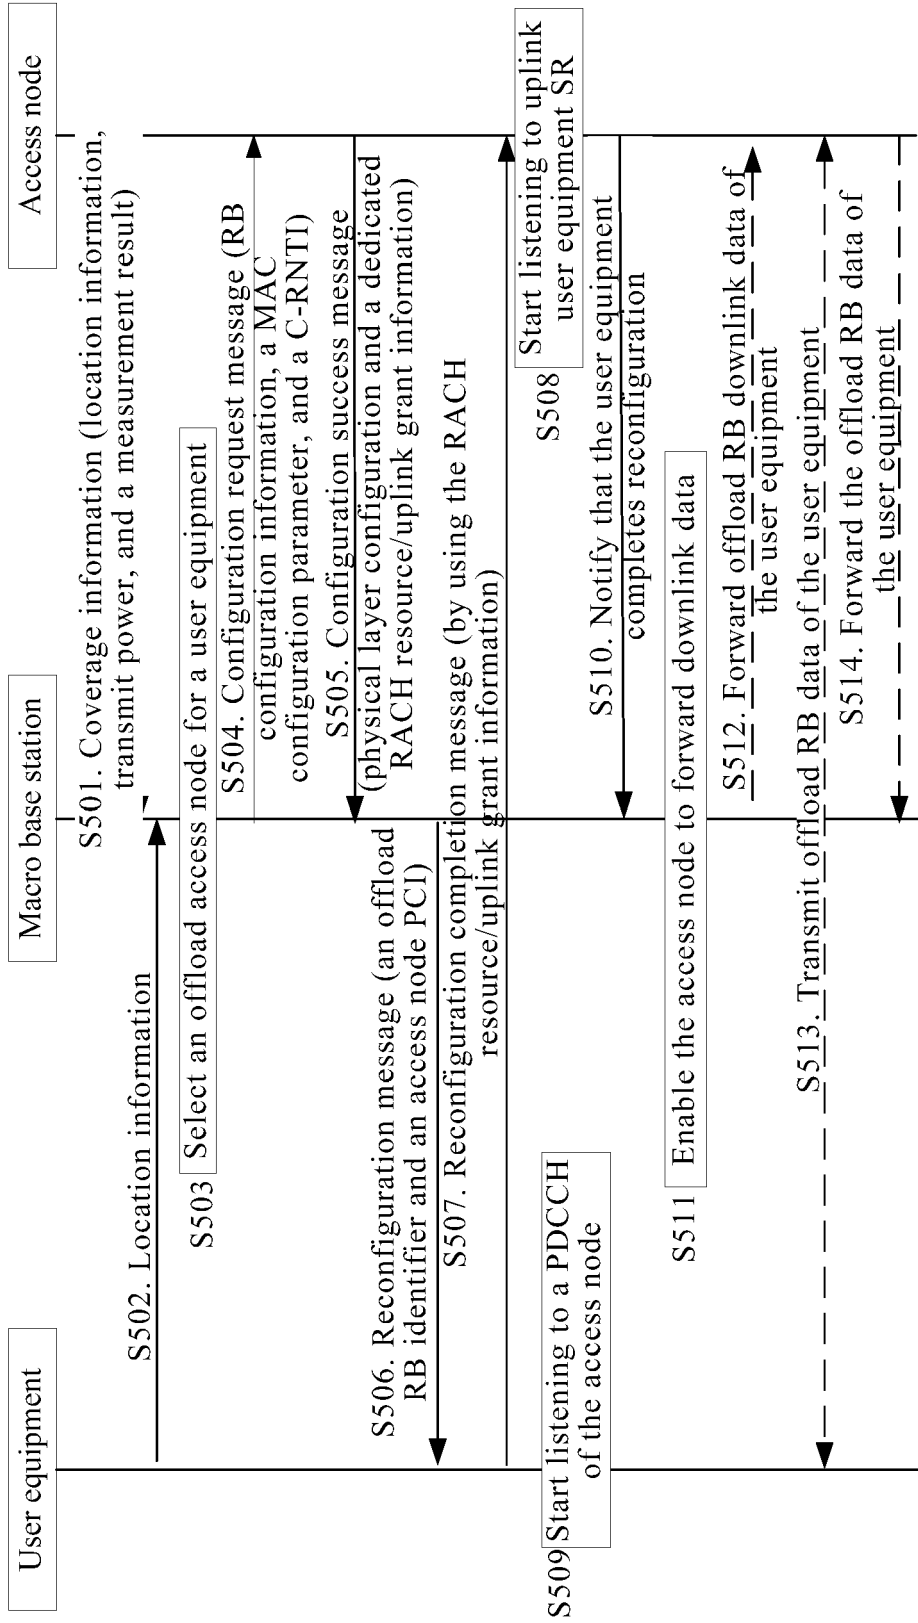 User equipment
Macro base station
Access node
S501. Coverage information (location information,
transmit power, and a measurement result)
S502. Location information
S503
Select an offload access node for a user equipment
S504. Configuration request message (RB
configuration information, a MAC
configuration parameter, and a C-RNTI)
S505. Configuration success message
(physical layer configuration and a dedicated
RACH resource/uplink grant information)
S506. Reconfiguration message (an offload
RB identifier and an access node PCI)
S507. Reconfiguration completion message (by using the RACH
resource/uplink grant information)
S508
Start listening to uplink
user equipment SR
S509
Start listening to a PDCCH
of the access node
S510. Notify that the user equipment
completes reconfiguration
S511
Enable the access node to forward downlink data
S512. Forward offload RB downlink data of
the user equipment
S513. Transmit offload RB data of the user equipment
S514. Forward the offload RB data of
the user equipment